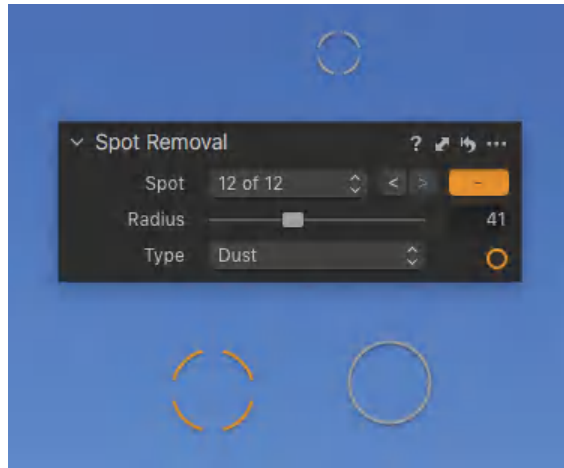 Spot Removal ? ...
Spot 12 of 12 < > -
Radius 41
Type Dust